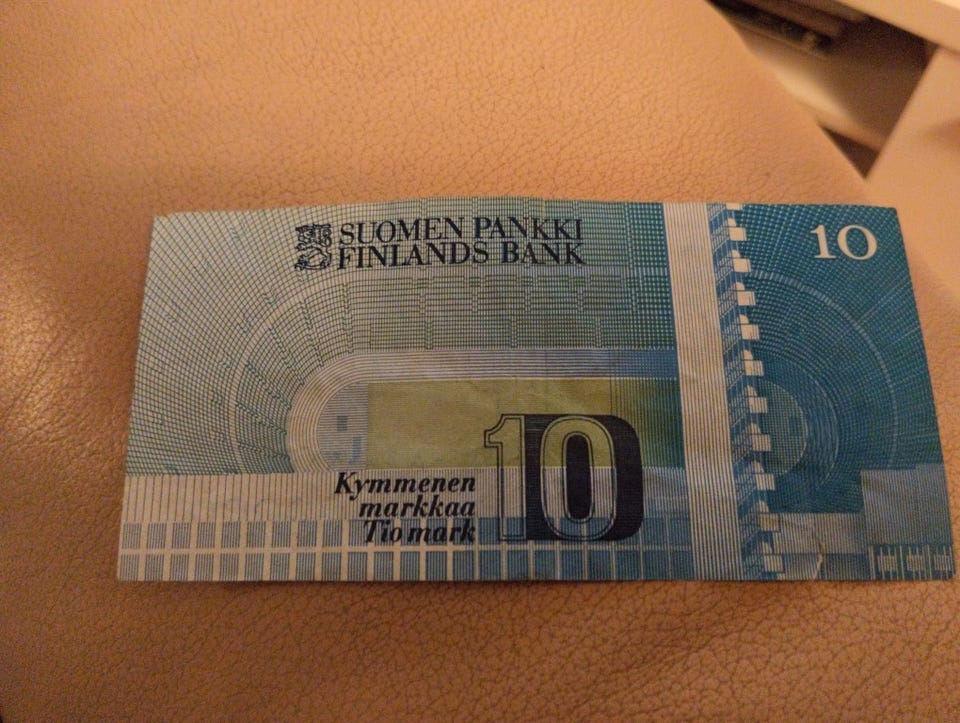 SUOMEN PANKKI
FINLANDS BANK
10
Kymmenen
markkaa
Tio mark
10